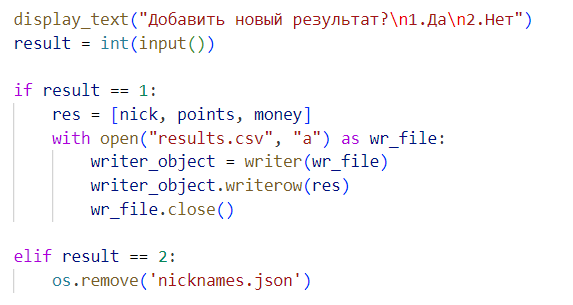 display_text("Добавить новый результат?\n1.Да\n2.Нет")
result = int(input())
if result == 1:
res = [nick, points, money]
with open("results.csv", "a") as wr_file:
writer_object = writer(wr_file)
writer_object.writerow(res)
wr_file.close()
elif result == 2:
os.remove('nicknames.json')